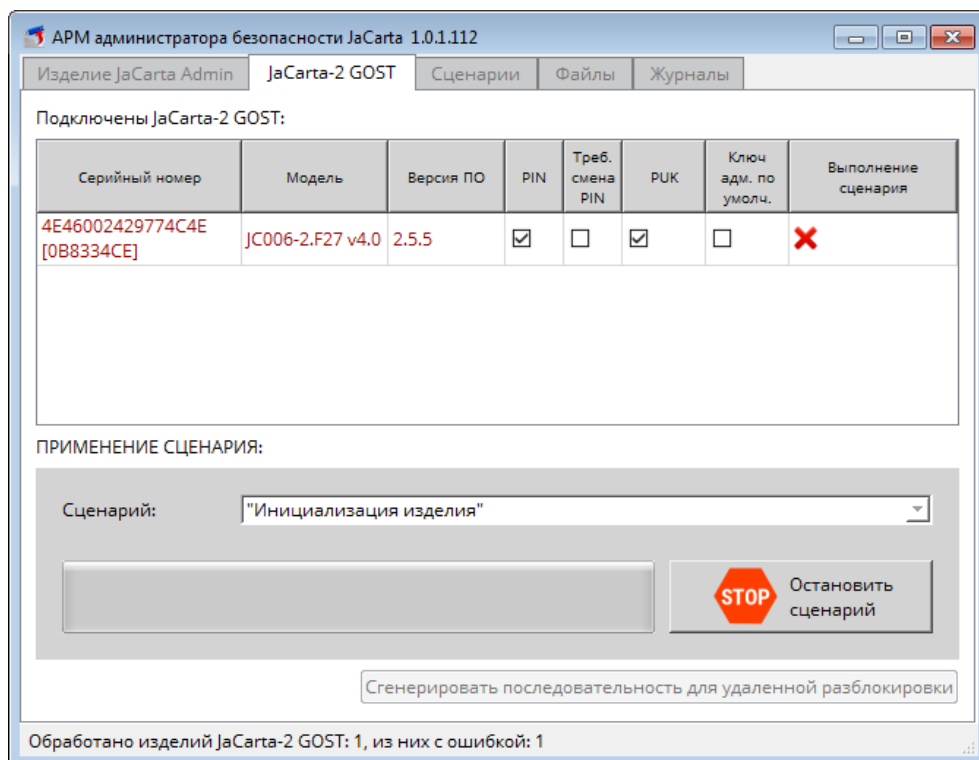 АРМ администратора безопасности JaCarta 1.0.1.112
Изделие JaCarta Admin
JaCarta-2 GOST
Сценарии
Файлы
Журналы
Подключены JaCarta-2 GOST:
Серийный номер
Модель
Версия ПО
PIN
Треб.
смена
PIN
PUK
Ключ
адм. по
умолч.
Выполнение
сценария
4E46002429774C4E
[0B8334CE]
JC006-2.F27 v4.0
2.5.5
ПРИМЕНЕНИЕ СЦЕНАРИЯ:
Сценарий:
"Инициализация изделия"
STOP
Остановить
сценарий
Сгенерировать последовательность для удаленной разблокировки
Обработано изделий JaCarta-2 GOST: 1, из них с ошибкой: 1